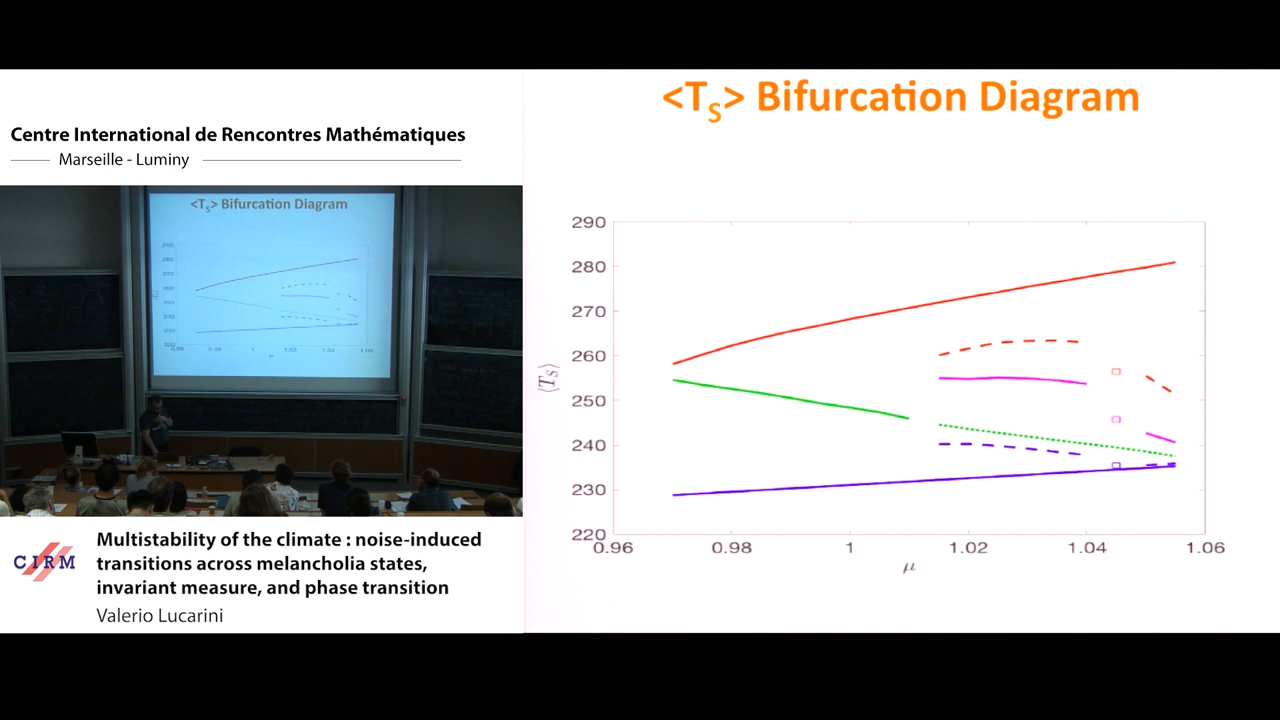 Centre International de Rencontres Mathématiques
Marseille - Luminy
<T_S> Bifurcation Diagram
<T_S> Bifurcation Diagram
290
280
270
260
250
240
230
220
0.96 0.98 1 1.02 1.04 1.06
⟨T_S⟩
μ
CIRM
Multistability of the climate : noise-induced
transitions across melancholia states,
invariant measure, and phase transition
Valerio Lucarini